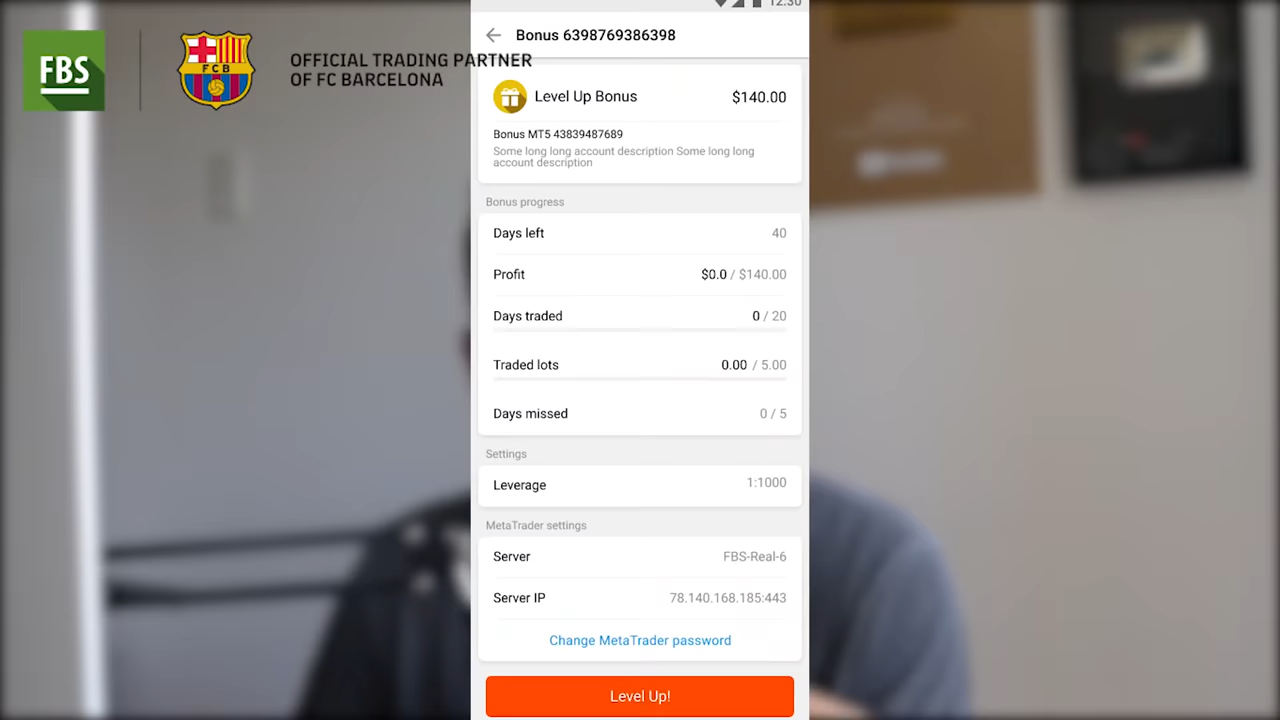 12:30
Bonus 6398769386398
FBS
FCB
OFFICIAL TRADING PARTNER
OF FC BARCELONA
Level Up Bonus $140.00
Bonus MT5 43839487689
Some long long account description Some long long
account description
Bonus progress
Days left 40
Profit $0.0 / $140.00
Days traded 0 / 20
Traded lots 0.00 / 5.00
Days missed 0 / 5
Settings
Leverage 1:1000
MetaTrader settings
Server FBS-Real-6
Server IP 78.140.168.185:443
Change MetaTrader password
Level Up!